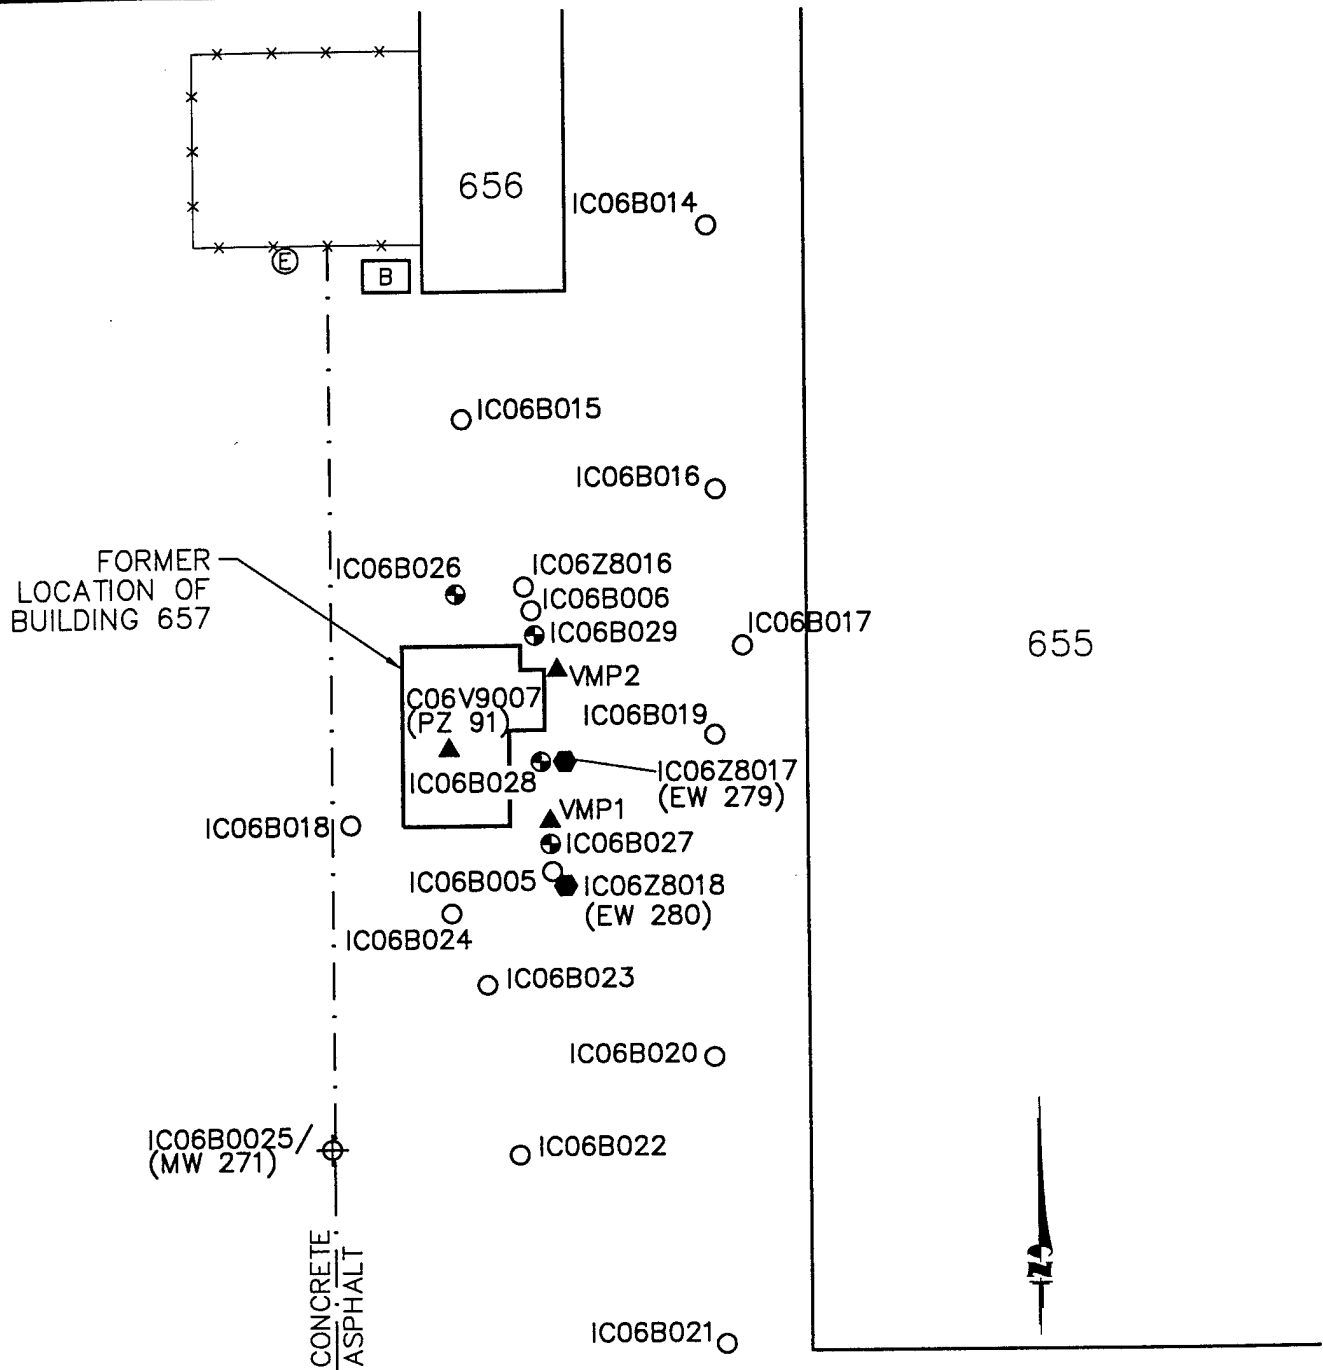 656
IC06B014
E
B
IC06B015
IC06B016
FORMER
LOCATION OF
BUILDING 657
IC06B026
IC06Z8016
IC06B006
IC06B029
IC06B017
655
VMP2
C06V9007
(PZ 91)
IC06B019
IC06B028
IC06Z8017
(EW 279)
VMP1
IC06B018
IC06B027
IC06B005
IC06Z8018
(EW 280)
IC06B024
IC06B023
IC06B020
IC06B0025/
(MW 271)
IC06B022
CONCRETE
ASPHALT
N
IC06B021